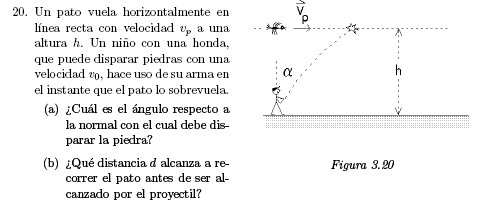 20. Un pato vuela horizontalmente en
línea recta con velocidad v_p a una
altura h. Un niño con una honda,
que puede disparar piedras con una
velocidad v_0, hace uso de su arma en
el instante que el pato lo sobrevuela.
(a) ¿Cuál es el ángulo respecto a
la normal con el cual debe dis-
parar la piedra?
(b) ¿Qué distancia d alcanza a re-
correr el pato antes de ser al-
canzado por el proyectil?
v_p
α
h
Figura 3.20